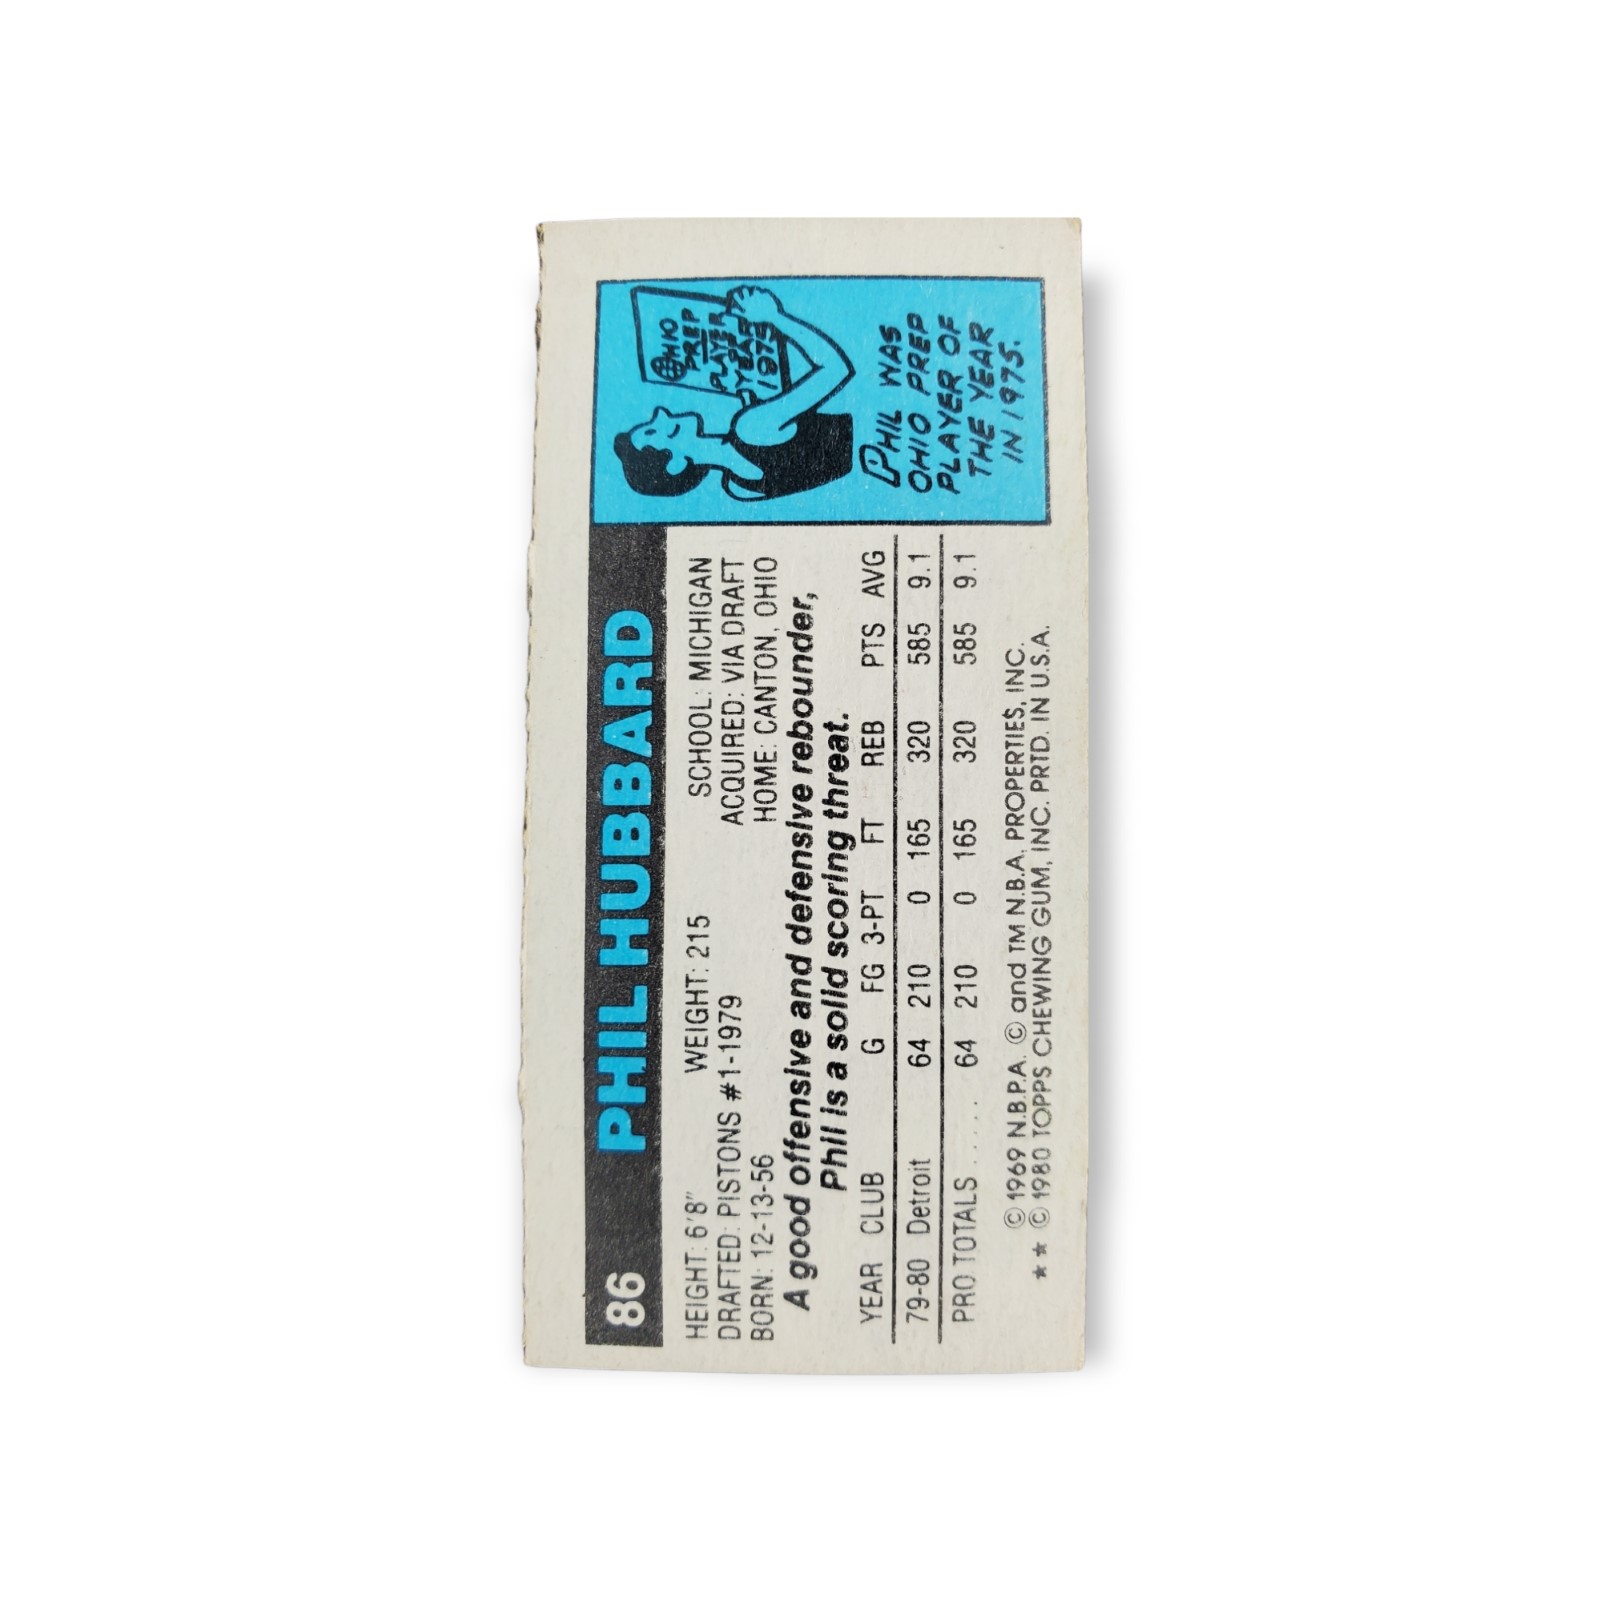 86 PHIL HUBBARD
HEIGHT: 6'8" WEIGHT: 215 SCHOOL: MICHIGAN
DRAFTED: PISTONS #1-1979 ACQUIRED: VIA DRAFT
BORN: 12-13-56 HOME: CANTON, OHIO
A good offensive and defensive rebounder,
Phil is a solid scoring threat.
YEAR CLUB G FG 3-PT FT REB PTS AVG
79-80 Detroit 64 210 0 165 320 585 9.1
PRO TOTALS ..... 64 210 0 165 320 585 9.1
© 1969 N.B.P.A. © and TM N.B.A. PROPERTIES, INC.
★★ © 1980 TOPPS CHEWING GUM, INC. PRTD. IN U.S.A.
OHIO
PREP
PLAYER
OF
YEAR
1975
PHIL WAS
OHIO PREP
PLAYER OF
THE YEAR
IN 1975.